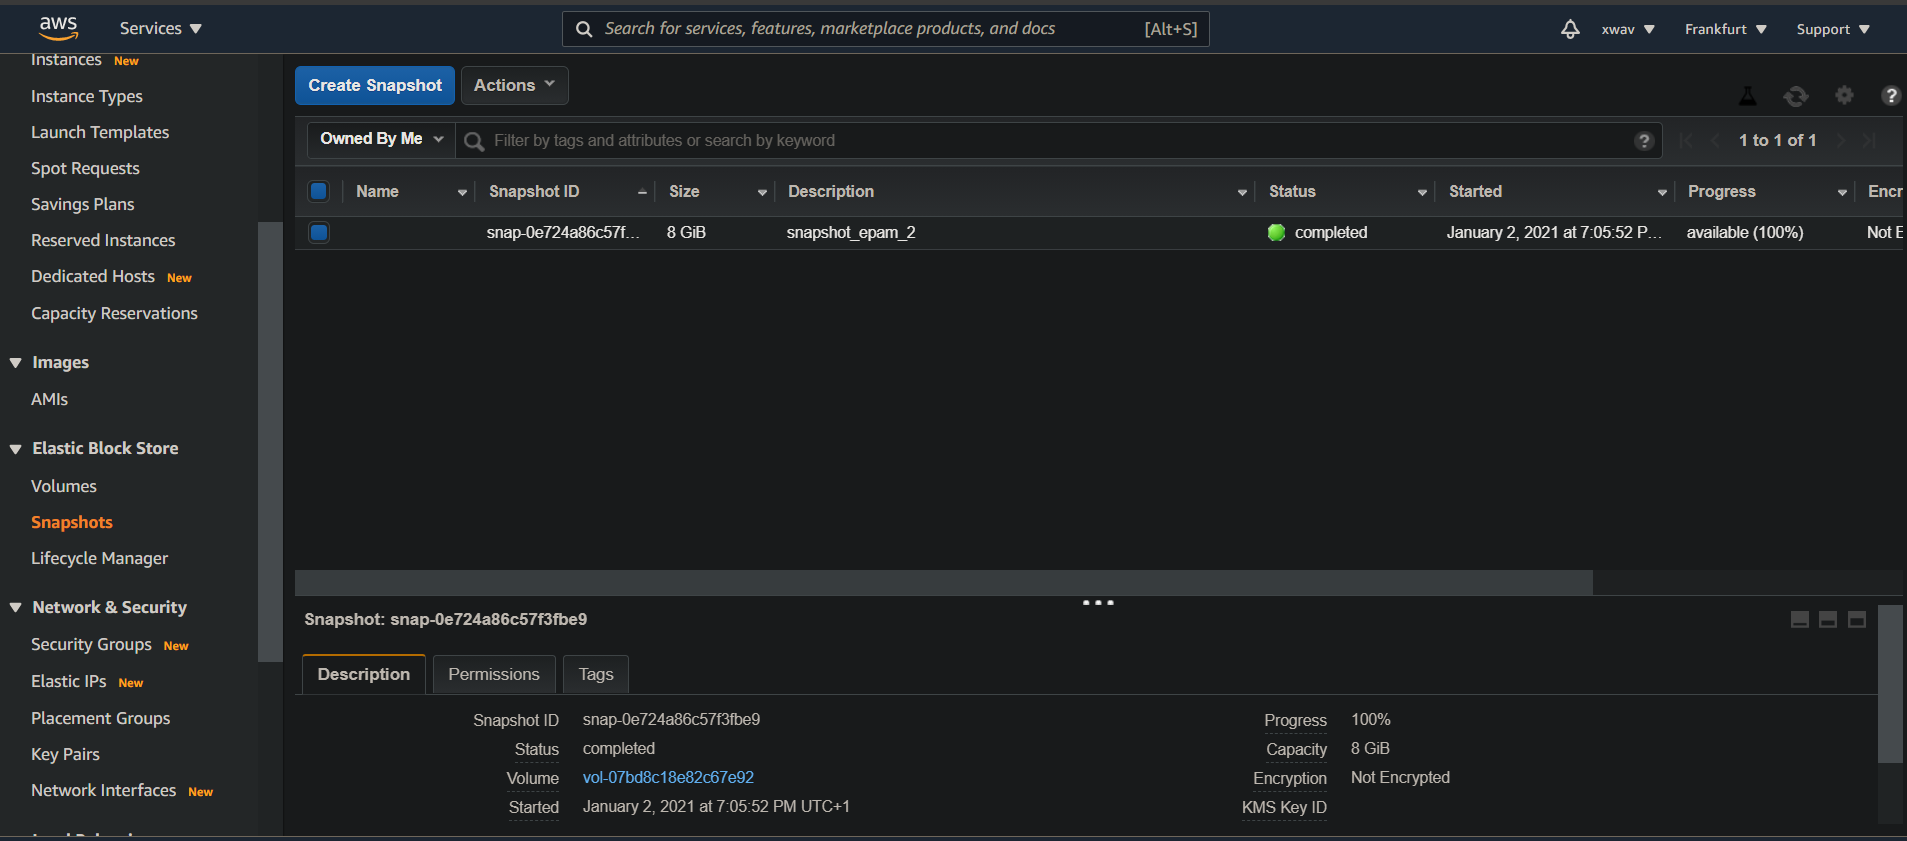 aws Services Search for services, features, marketplace products, and docs [Alt+S] xwav Frankfurt Support
Instances New
Instance Types
Launch Templates
Spot Requests
Savings Plans
Reserved Instances
Dedicated Hosts New
Capacity Reservations
Images
AMIs
Elastic Block Store
Volumes
Snapshots
Lifecycle Manager
Network & Security
Security Groups New
Elastic IPs New
Placement Groups
Key Pairs
Network Interfaces New
Create Snapshot Actions
Owned By Me Filter by tags and attributes or search by keyword 1 to 1 of 1
Name Snapshot ID Size Description Status Started Progress Encr
snap-0e724a86c57f... 8 GiB snapshot_epam_2 completed January 2, 2021 at 7:05:52 P... available (100%) Not E
Snapshot: snap-0e724a86c57f3fbe9
Description Permissions Tags
Snapshot ID snap-0e724a86c57f3fbe9 Progress 100%
Status completed Capacity 8 GiB
Volume vol-07bd8c18e82c67e92 Encryption Not Encrypted
Started January 2, 2021 at 7:05:52 PM UTC+1 KMS Key ID